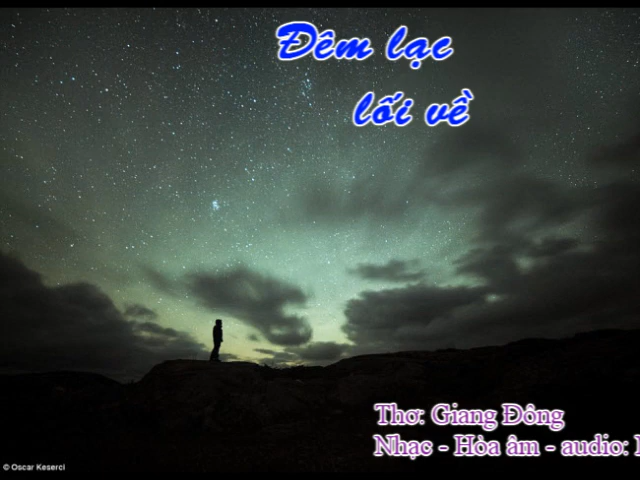 Đêm lạc
lối về
Thơ: Giang Đông
Nhạc - Hòa âm - audio:
© Oscar Keserci